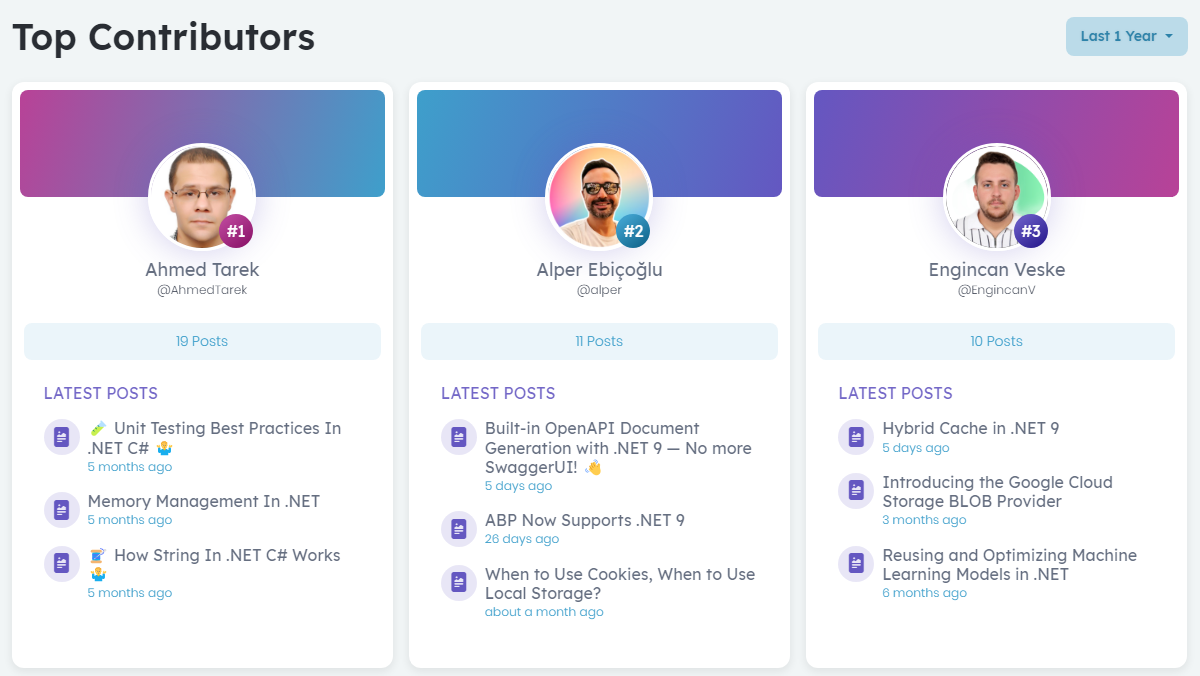 Top Contributors
Last 1 Year
#1
Ahmed Tarek
@AhmedTarek
19 Posts
LATEST POSTS
🧪 Unit Testing Best Practices In
.NET C# 🤷
5 months ago
Memory Management In .NET
5 months ago
🧵 How String In .NET C# Works
🤷
5 months ago
#2
Alper Ebiçoğlu
@alper
11 Posts
LATEST POSTS
Built-in OpenAPI Document
Generation with .NET 9 — No more
SwaggerUI! 👋
5 days ago
ABP Now Supports .NET 9
26 days ago
When to Use Cookies, When to Use
Local Storage?
about a month ago
#3
Engincan Veske
@EngincanV
10 Posts
LATEST POSTS
Hybrid Cache in .NET 9
5 days ago
Introducing the Google Cloud
Storage BLOB Provider
3 months ago
Reusing and Optimizing Machine
Learning Models in .NET
6 months ago